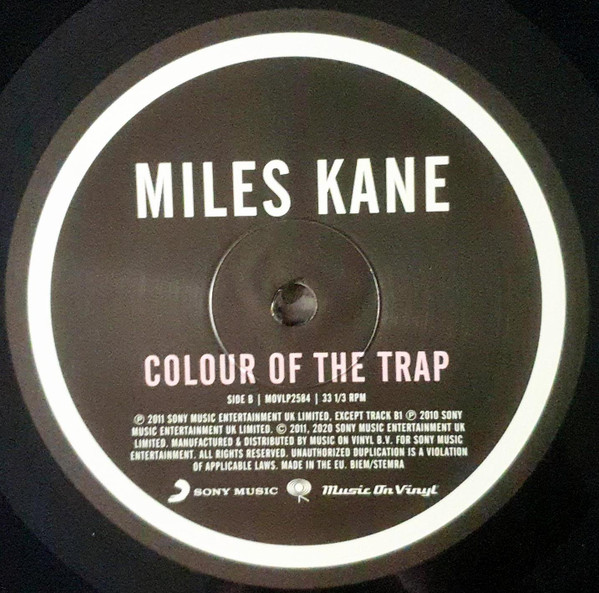 MILES KANE
COLOUR OF THE TRAP
SIDE B | MOVLP2584 | 33 1/3 RPM
℗ 2011 SONY MUSIC ENTERTAINMENT UK LIMITED, EXCEPT TRACK B1 ℗ 2010 SONY
MUSIC ENTERTAINMENT UK LIMITED. © 2011, 2020 SONY MUSIC ENTERTAINMENT UK
LIMITED. MANUFACTURED & DISTRIBUTED BY MUSIC ON VINYL B.V. FOR SONY MUSIC
ENTERTAINMENT. ALL RIGHTS RESERVED. UNAUTHORIZED DUPLICATION IS A VIOLATION
OF APPLICABLE LAWS. MADE IN THE EU. BIEM/STEMRA
SONY MUSIC Music On Vinyl